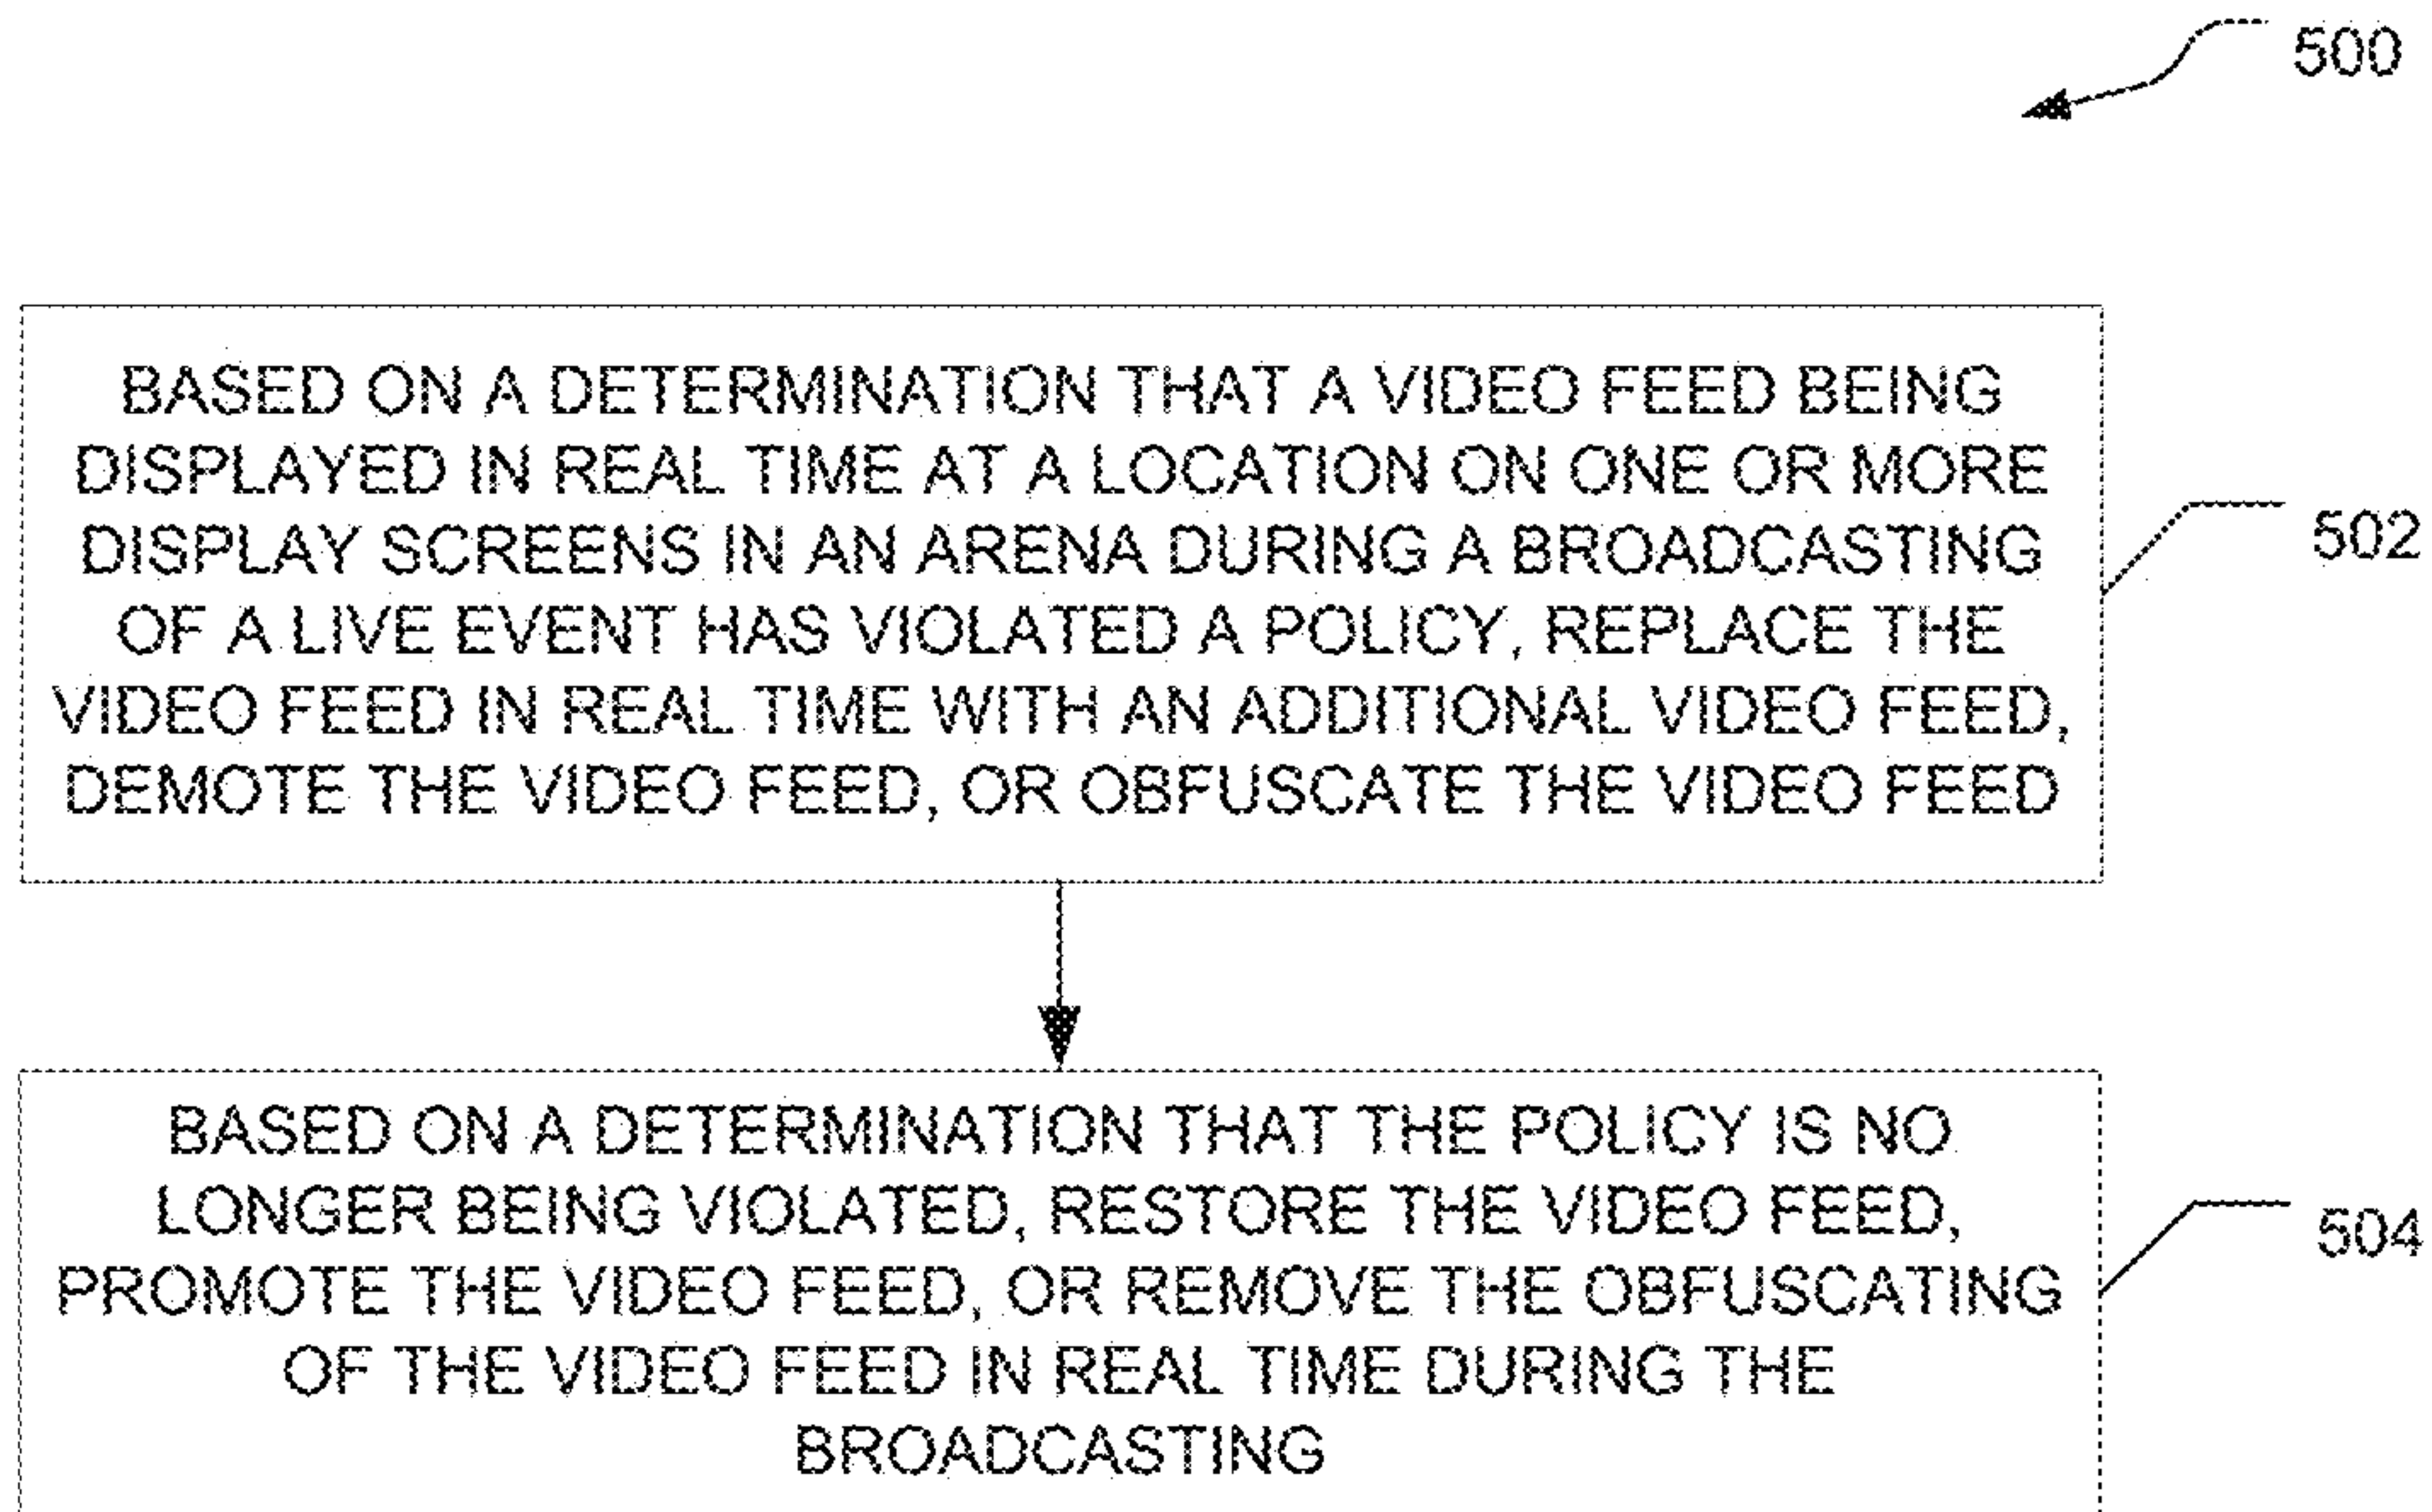 500
BASED ON A DETERMINATION THAT A VIDEO FEED BEING
DISPLAYED IN REAL TIME AT A LOCATION ON ONE OR MORE
DISPLAY SCREENS IN AN ARENA DURING A BROADCASTING
OF A LIVE EVENT HAS VIOLATED A POLICY, REPLACE THE
VIDEO FEED IN REAL TIME WITH AN ADDITIONAL VIDEO FEED,
DEMOTE THE VIDEO FEED, OR OBFUSCATE THE VIDEO FEED
502
BASED ON A DETERMINATION THAT THE POLICY IS NO
LONGER BEING VIOLATED, RESTORE THE VIDEO FEED,
PROMOTE THE VIDEO FEED, OR REMOVE THE OBFUSCATING
OF THE VIDEO FEED IN REAL TIME DURING THE
BROADCASTING
504